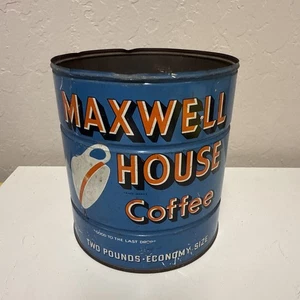 MAXWELL
HOUSE
Coffee
"GOOD TO THE LAST DROP!"
TWO POUNDS-ECONOMY SIZE